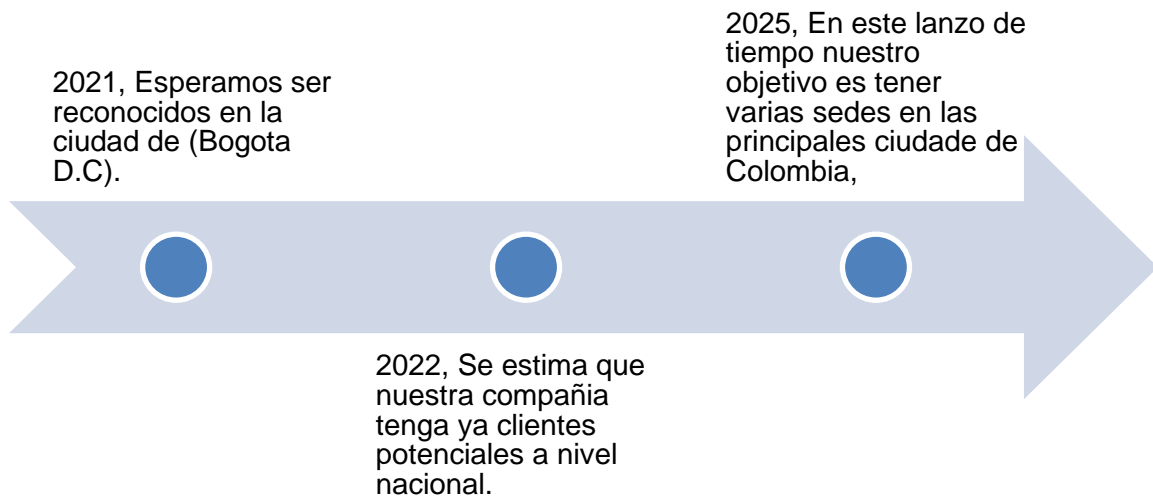 2021, Esperamos ser
reconocidos en la
ciudad de (Bogota
D.C).
2022, Se estima que
nuestra compañia
tenga ya clientes
potenciales a nivel
nacional.
2025, En este lanzo de
tiempo nuestro
objetivo es tener
varias sedes en las
principales ciudade de
Colombia,